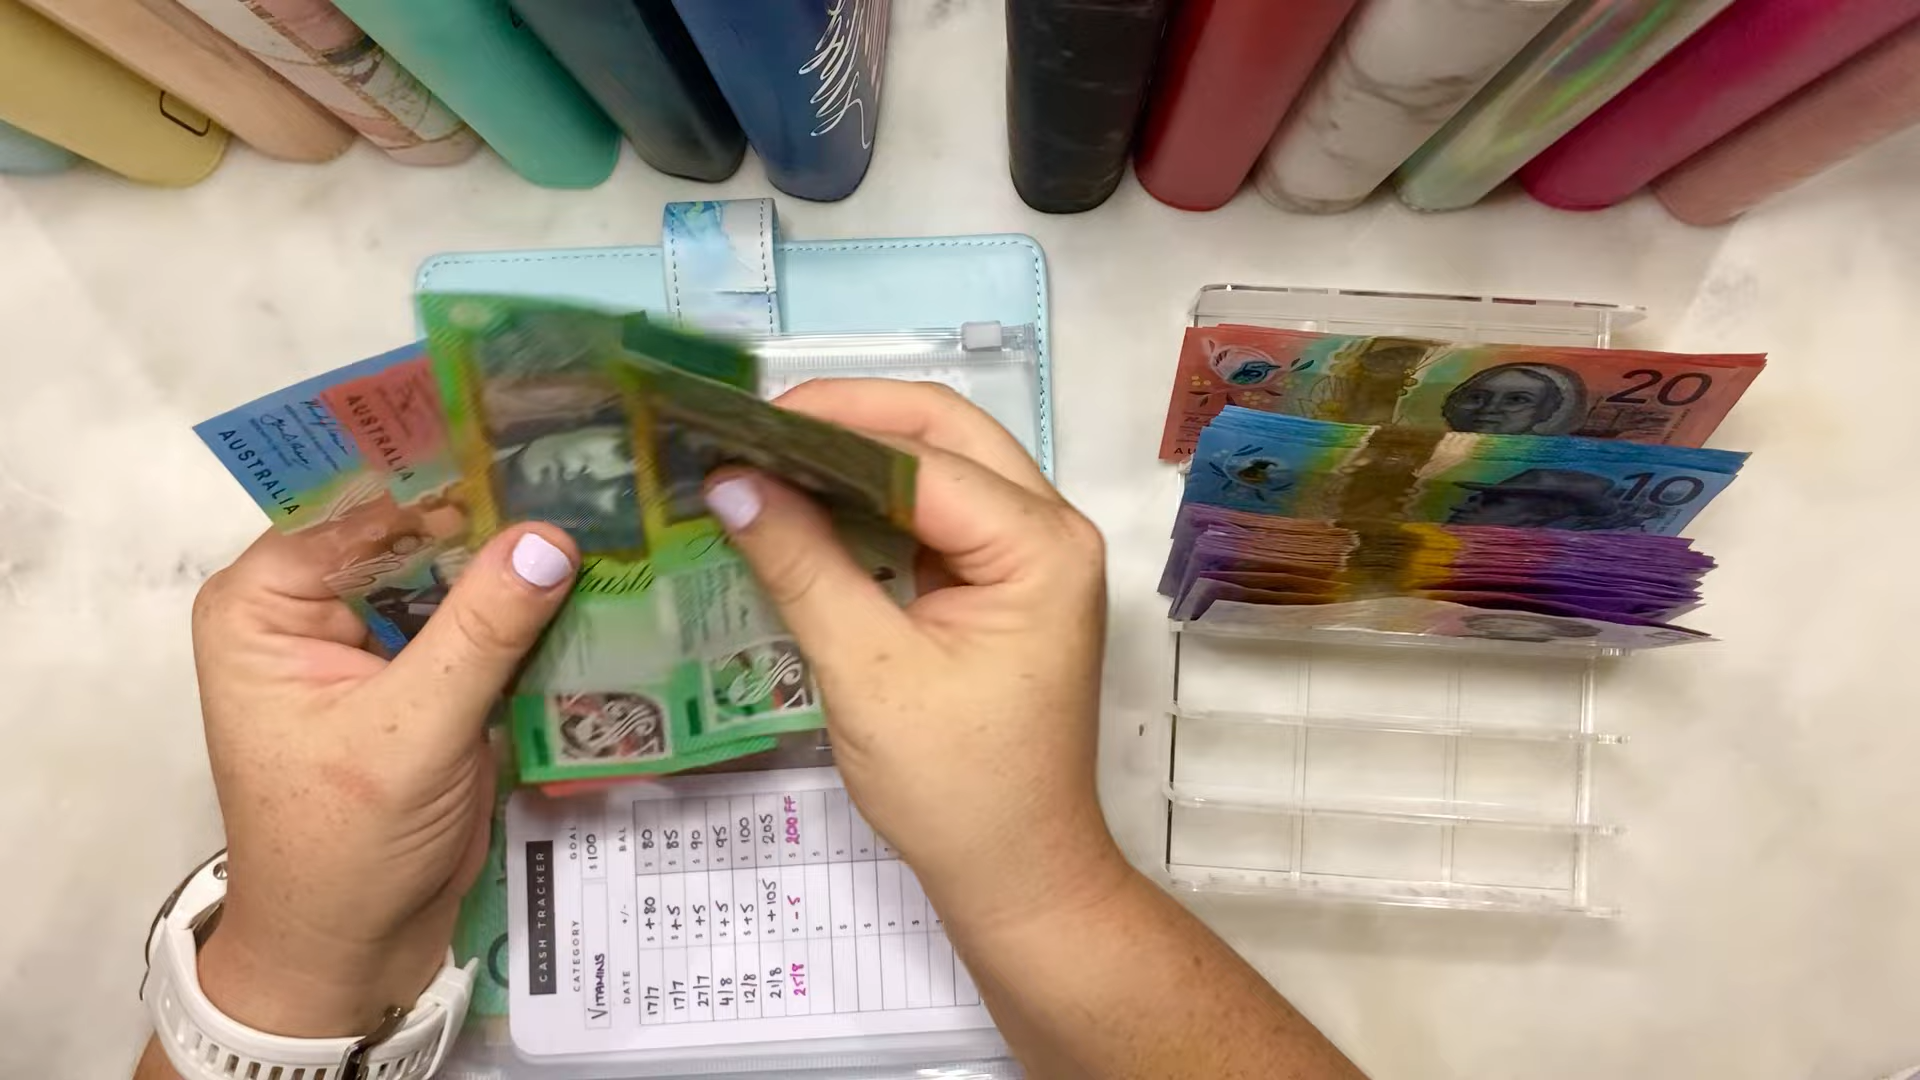 AUSTRALIA
AUSTRALIA
20
10
CASH TRACKER
CATEGORY GOAL
VITAMINS $100
DATE +/- BAL
17/7 $ +80 $ 80
17/7 $ +5 $ 85
27/7 $ +5 $ 90
4/8 $ +5 $ 95
12/8 $ +5 $ 100
21/8 $ +105 $ 205
25/8 $ -5 $ 200 FF
$ $
$ $
$ $
$
$